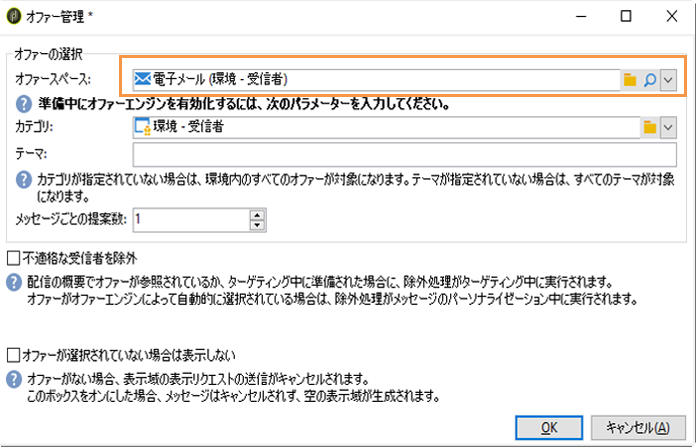 オファー管理 *
オファーの選択
オファースペース: 電子メール (環境 - 受信者)
準備中にオファーエンジンを有効化するには、次のパラメーターを入力してください。
カテゴリ: 環境 - 受信者
テーマ:
カテゴリが指定されていない場合は、環境内のすべてのオファーが対象になります。テーマが指定されていない場合は、すべてのテーマが対象
になります。
メッセージごとの提案数: 1
不適格な受信者を除外
配信の概要でオファーが参照されているか、ターゲティング中に準備された場合に、除外処理がターゲティング中に実行されます。
オファーがオファーエンジンによって自動的に選択されている場合は、除外処理がメッセージのパーソナライゼーション中に実行されます。
オファーが選択されていない場合は表示しない
オファーがない場合、表示域の表示リクエストの送信がキャンセルされます。
このボックスをオンにした場合、メッセージはキャンセルされず、空の表示域が生成されます。
OK キャンセル(A)